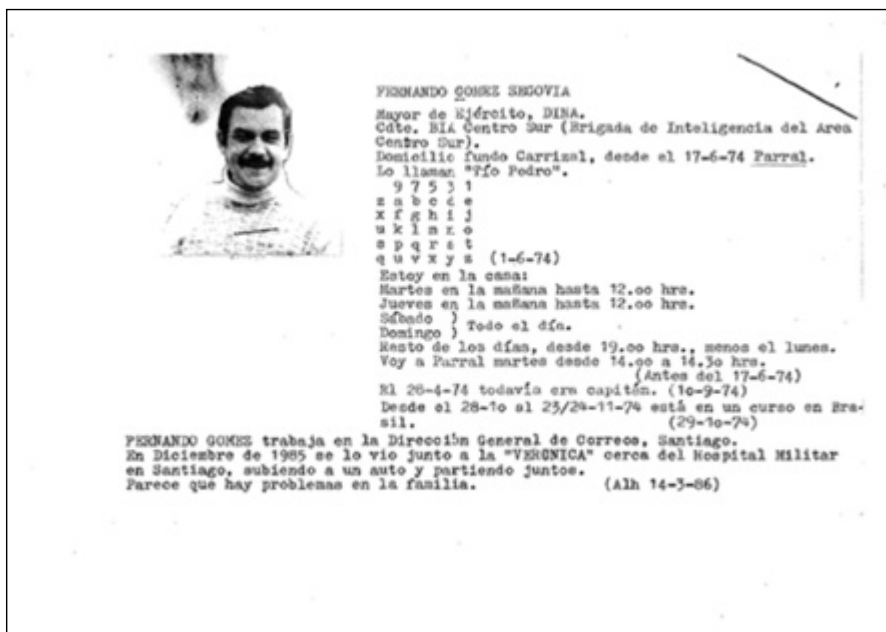 FERNANDO GOMEZ SEGOVIA
Mayor de Ejército, DINA.
Cdte. BIA Centro Sur (Brigada de Inteligencia del Area
Centro Sur).
Domicilio fundo Carrizal, desde el 17-6-74 Parral.
Lo llaman "Tío Pedro".
9 7 5 3 1
z a b c d e
x f g h i j
u k l m n o
s p q r s t
q u v x y z (1-6-74)
Estoy en la casa:
Martes en la mañana hasta 12.oo hrs.
Jueves en la mañana hasta 12.oo hrs.
Sábado )
Domingo ) Todo el día.
Resto de los días, desde 19.oo hrs., menos el lunes.
Voy a Parral martes desde 14.oo a 14.3o hrs.
(Antes del 17-6-74)
El 26-4-74 todavía era capitán. (1o-9-74)
Desde el 28-1o al 23/24-11-74 está en un curso en Bra-
sil. (29-1o-74)
FERNANDO GOMEZ trabaja en la Dirección General de Correos, Santiago.
En Diciembre de 1985 se lo vio junto a la "VERONICA" cerca del Hospital Militar
en Santiago, subiendo a un auto y partiendo juntos.
Parece que hay problemas en la familia. (Alh 14-3-86)